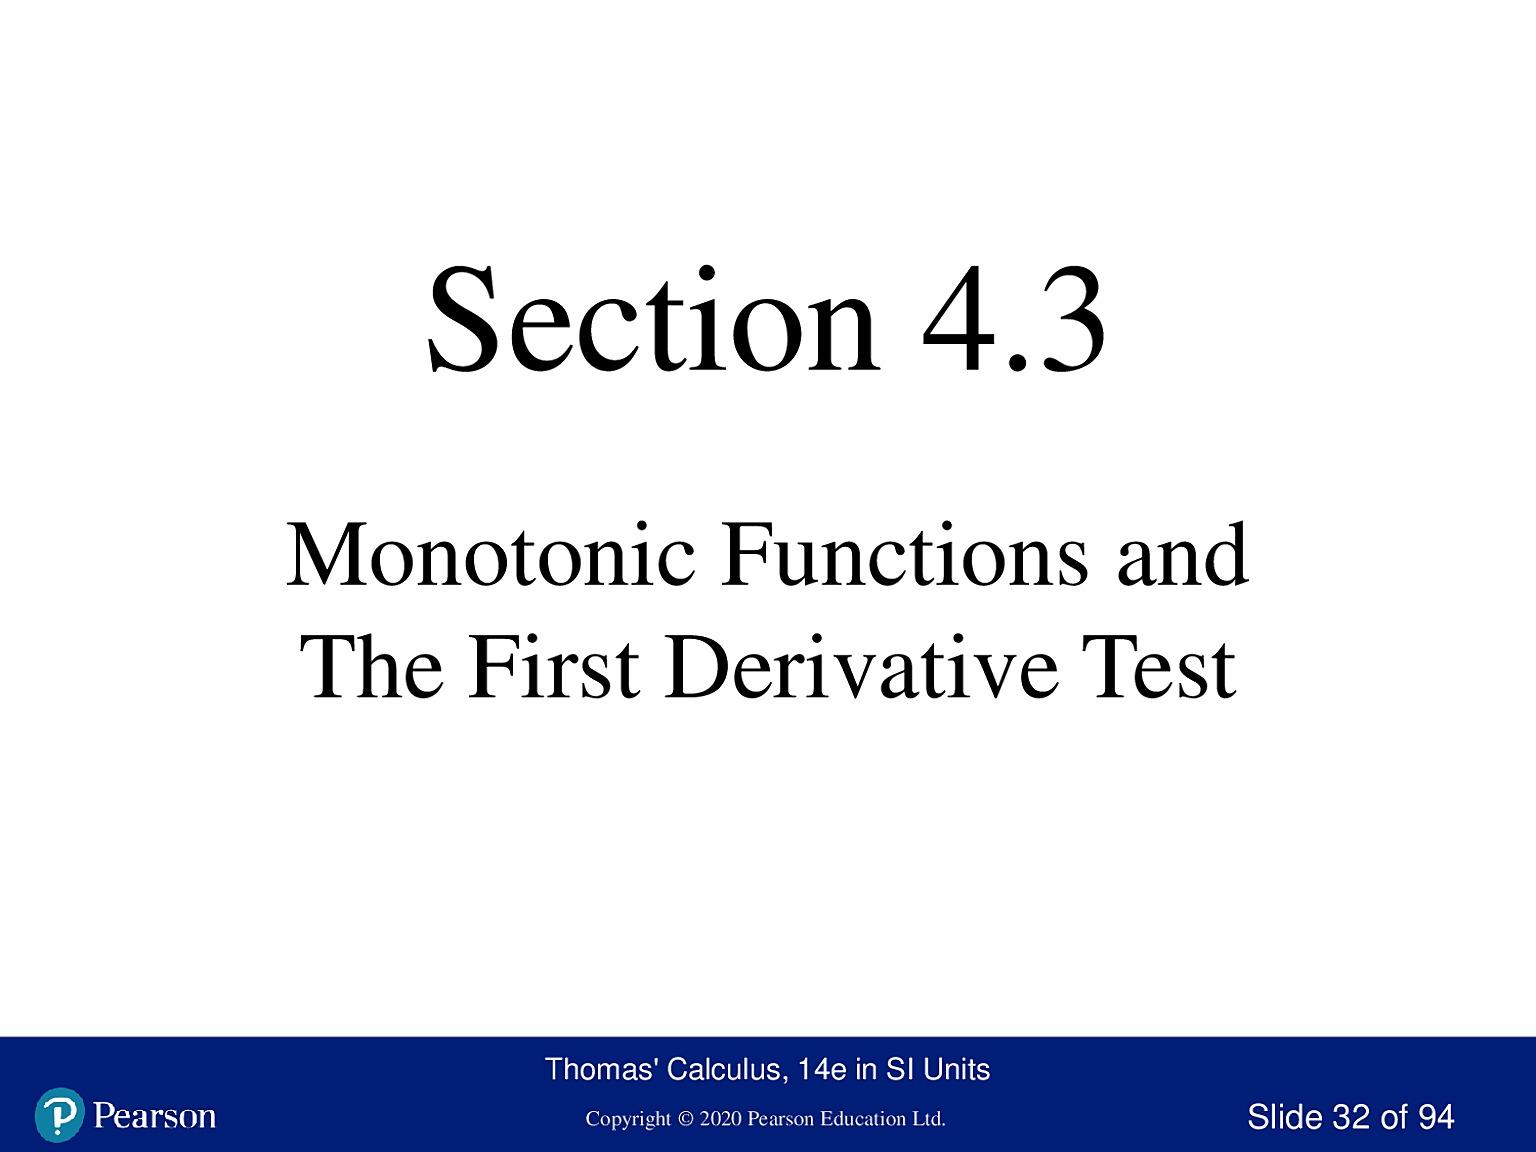 Section 4.3
Monotonic Functions and
The First Derivative Test
Thomas' Calculus, 14e in SI Units
Pearson
Copyright © 2020 Pearson Education Ltd.
Slide 32 of 94